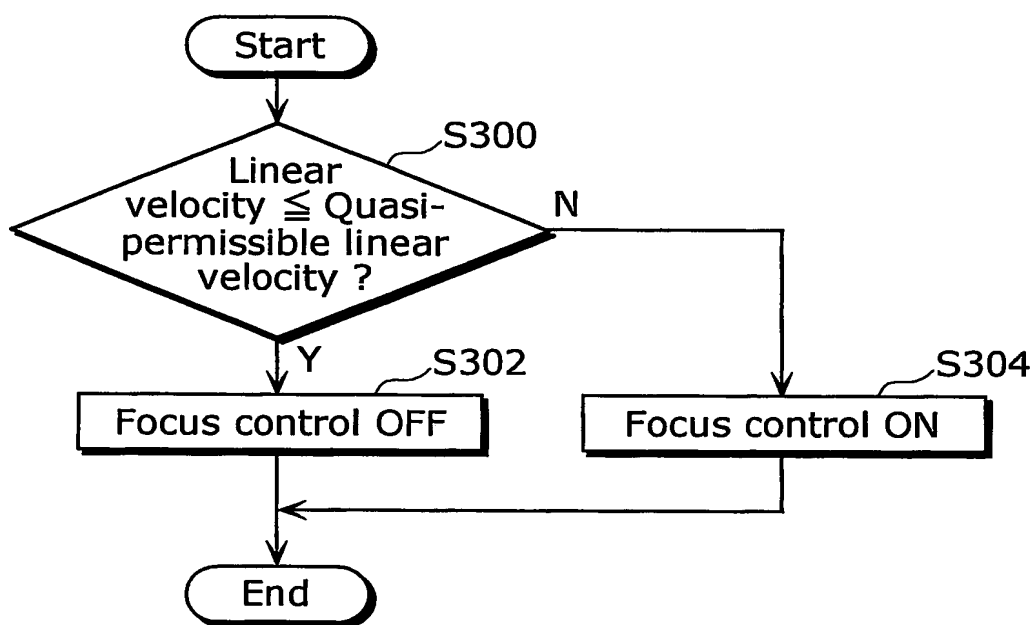 Start
S300
Linear
velocity ≦ Quasi-
permissible linear
velocity ?
N
Y
S302
S304
Focus control OFF
Focus control ON
End